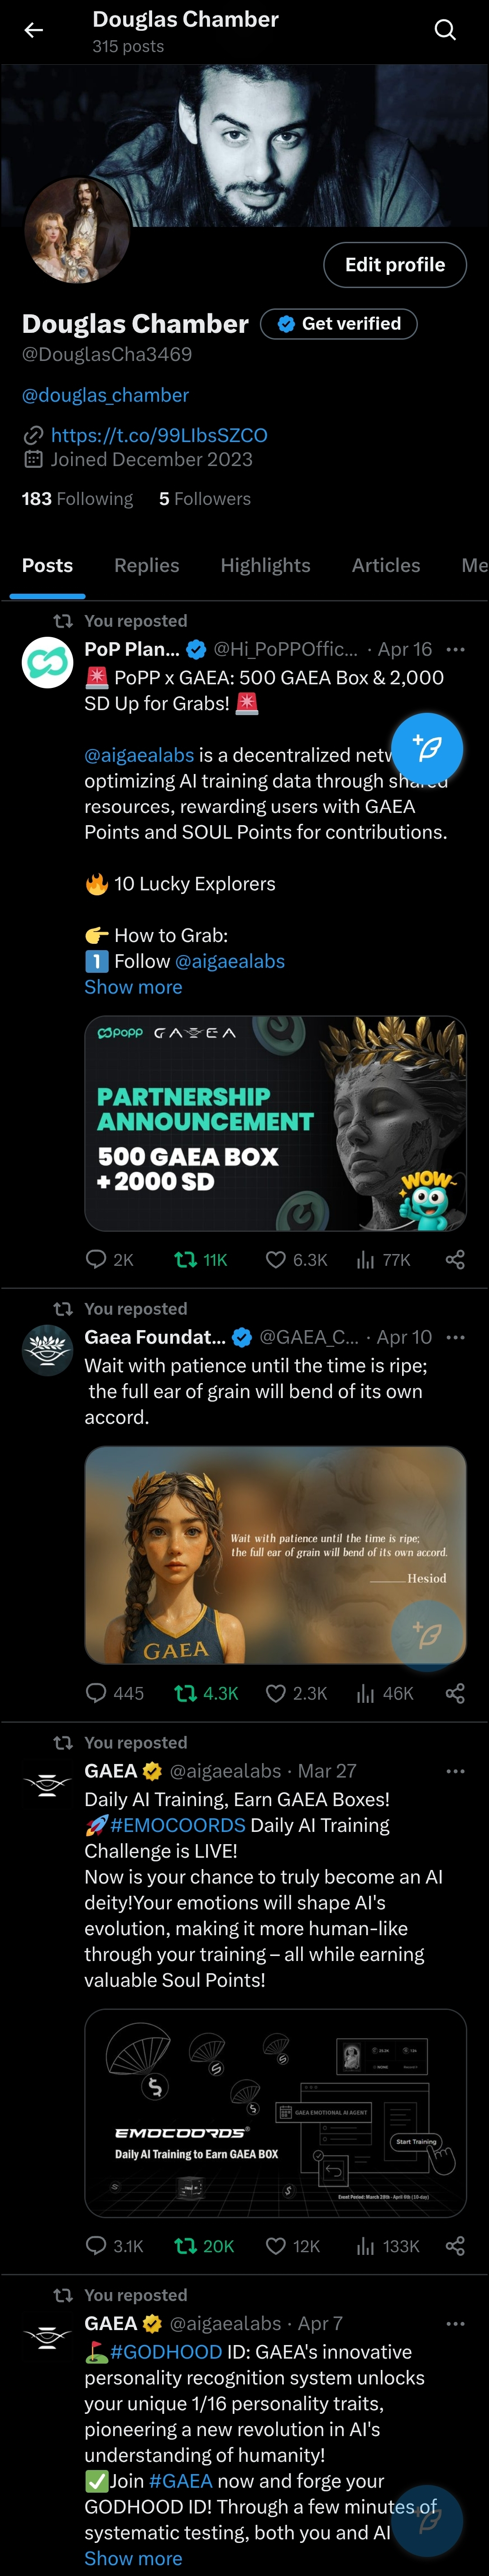 Douglas Chamber
315 posts
Edit profile
Douglas Chamber Get verified
@DouglasCha3469
@douglas_chamber
https://t.co/99LIbsSZCO
Joined December 2023
183 Following 5 Followers
Posts Replies Highlights Articles Me
You reposted
PoP Plan... @Hi_PoPPOffic... · Apr 16
🚨 PoPP x GAEA: 500 GAEA Box & 2,000
SD Up for Grabs! 🚨
@aigaealabs is a decentralized netw
optimizing AI training data through shared
resources, rewarding users with GAEA
Points and SOUL Points for contributions.
🔥 10 Lucky Explorers
👉 How to Grab:
1️⃣ Follow @aigaealabs
Show more
popp GAEA
PARTNERSHIP
ANNOUNCEMENT
500 GAEA BOX
+ 2000 SD
WOW~
2K 11K 6.3K 77K
You reposted
Gaea Foundat... @GAEA_C... · Apr 10
Wait with patience until the time is ripe;
the full ear of grain will bend of its own
accord.
Wait with patience until the time is ripe;
the full ear of grain will bend of its own accord.
Hesiod
GAEA
445 4.3K 2.3K 46K
You reposted
GAEA @aigaealabs · Mar 27
Daily AI Training, Earn GAEA Boxes!
🚀#EMOCOORDS Daily AI Training
Challenge is LIVE!
Now is your chance to truly become an AI
deity!Your emotions will shape AI's
evolution, making it more human-like
through your training – all while earning
valuable Soul Points!
GAEA EMOTIONAL AI AGENT
EMOCOORDS®
Start Training
Daily AI Training to Earn GAEA BOX
3.1K 20K 12K 133K
You reposted
GAEA @aigaealabs · Apr 7
⛳#GODHOOD ID: GAEA's innovative
personality recognition system unlocks
your unique 1/16 personality traits,
pioneering a new revolution in AI's
understanding of humanity!
✅Join #GAEA now and forge your
GODHOOD ID! Through a few minutes of
systematic testing, both you and AI
Show more